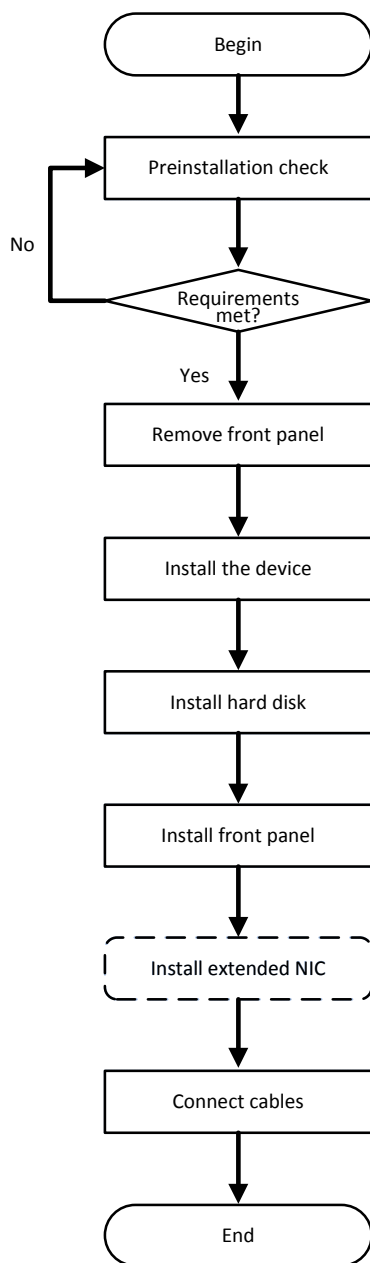 Begin
Preinstallation check
No
Requirements
met?
Yes
Remove front panel
Install the device
Install hard disk
Install front panel
Install extended NIC
Connect cables
End